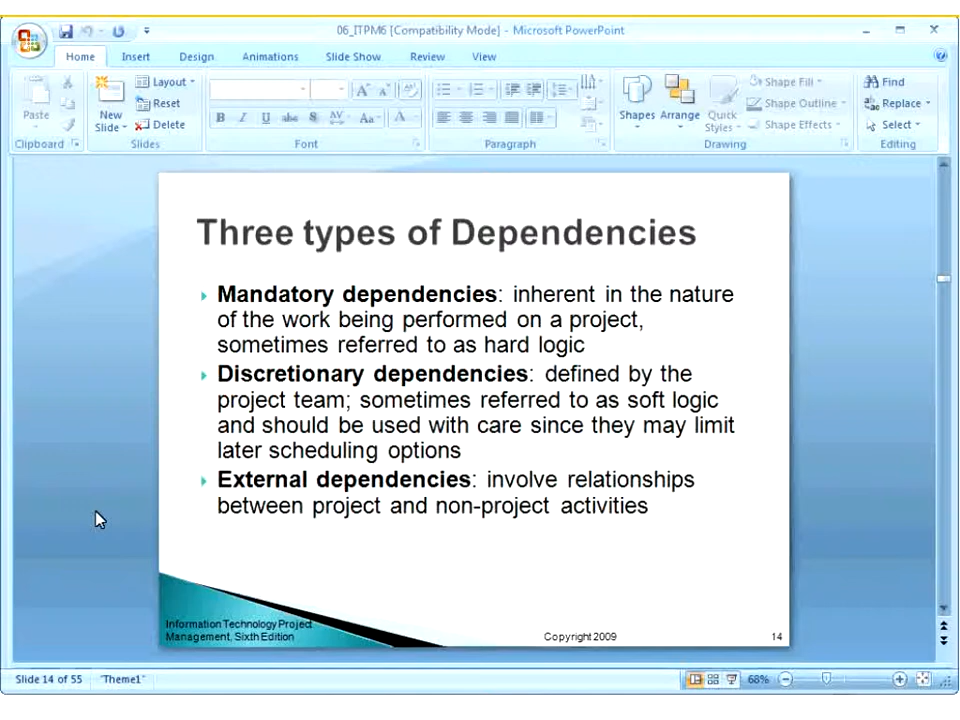 06_ITPM6 [Compatibility Mode] - Microsoft PowerPoint
Home Insert Design Animations Slide Show Review View
Paste
New Slide
Layout
Reset
Delete
B I U abc S AV Aa A
Shapes Arrange Quick Styles
Shape Fill
Shape Outline
Shape Effects
Find
Replace
Select
Clipboard Slides Font Paragraph Drawing Editing
Three types of Dependencies
Mandatory dependencies: inherent in the nature
of the work being performed on a project,
sometimes referred to as hard logic
Discretionary dependencies: defined by the
project team; sometimes referred to as soft logic
and should be used with care since they may limit
later scheduling options
External dependencies: involve relationships
between project and non-project activities
Information Technology Project
Management, Sixth Edition
Copyright 2009
14
Slide 14 of 55 "Theme1" 68%